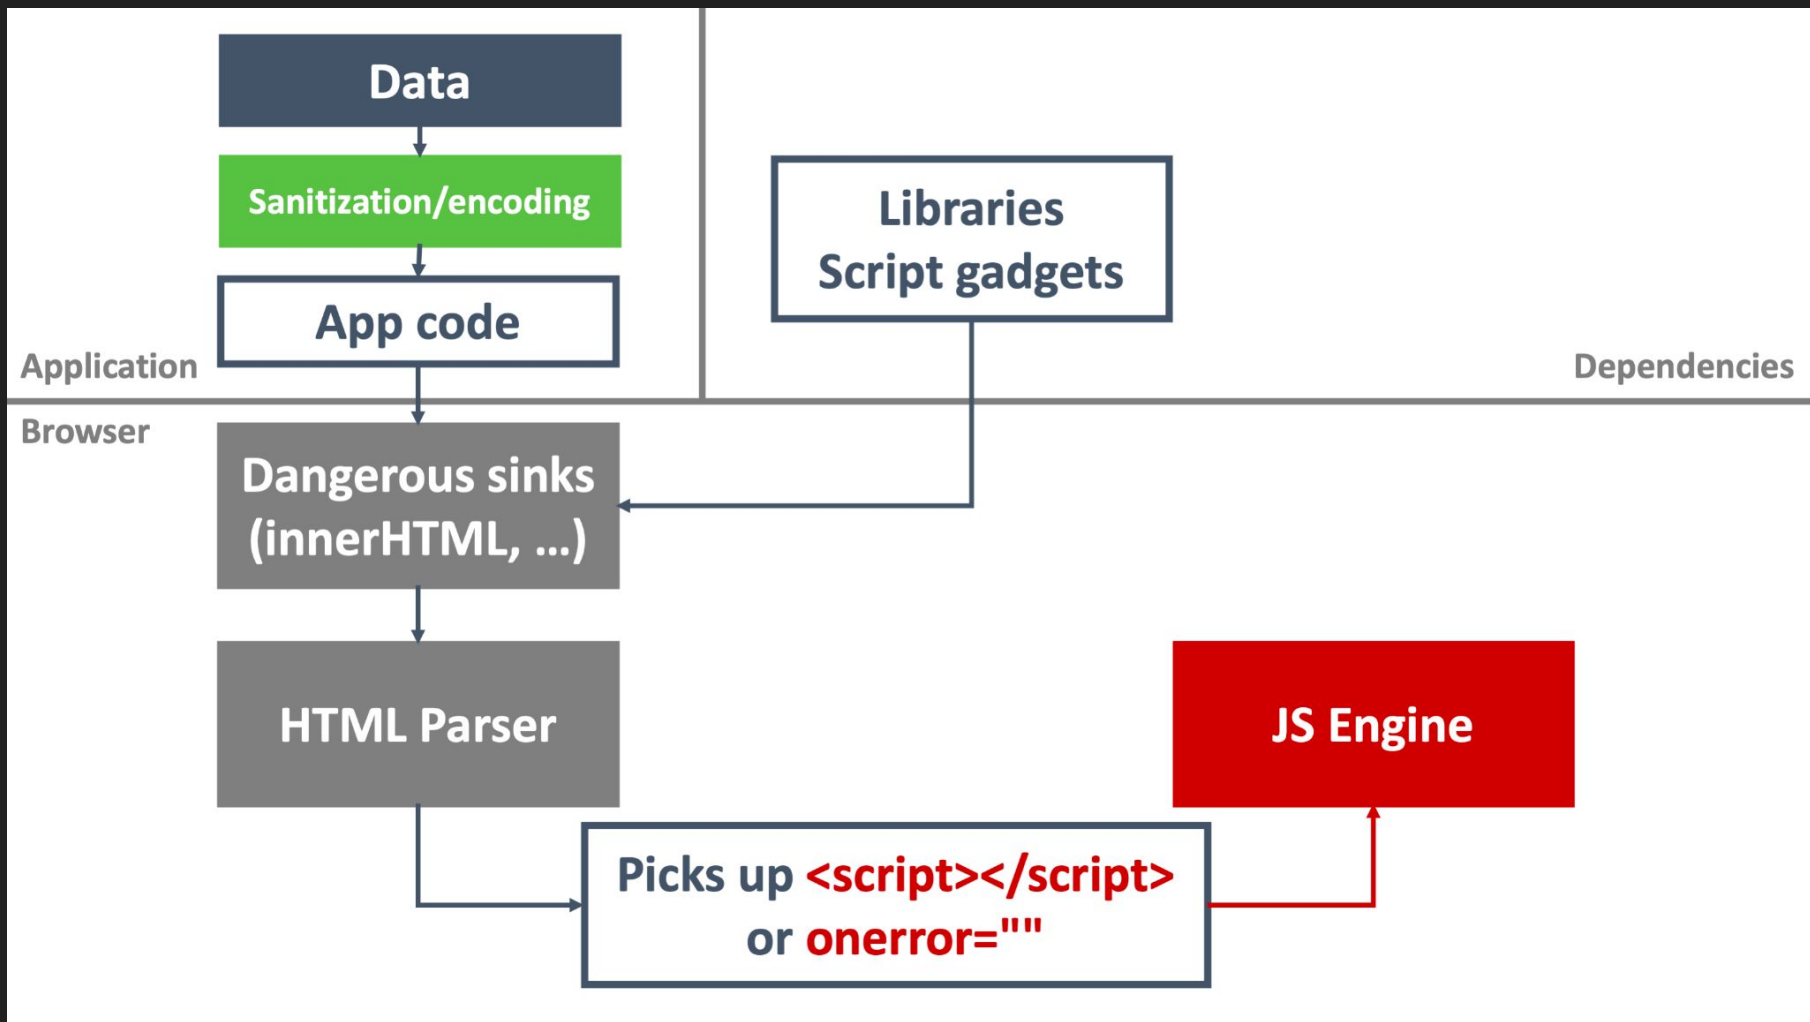 Data
Sanitization/encoding
App code
Application
Libraries
Script gadgets
Dependencies
Browser
Dangerous sinks
(innerHTML, ...)
HTML Parser
JS Engine
Picks up <script></script>
or onerror=""